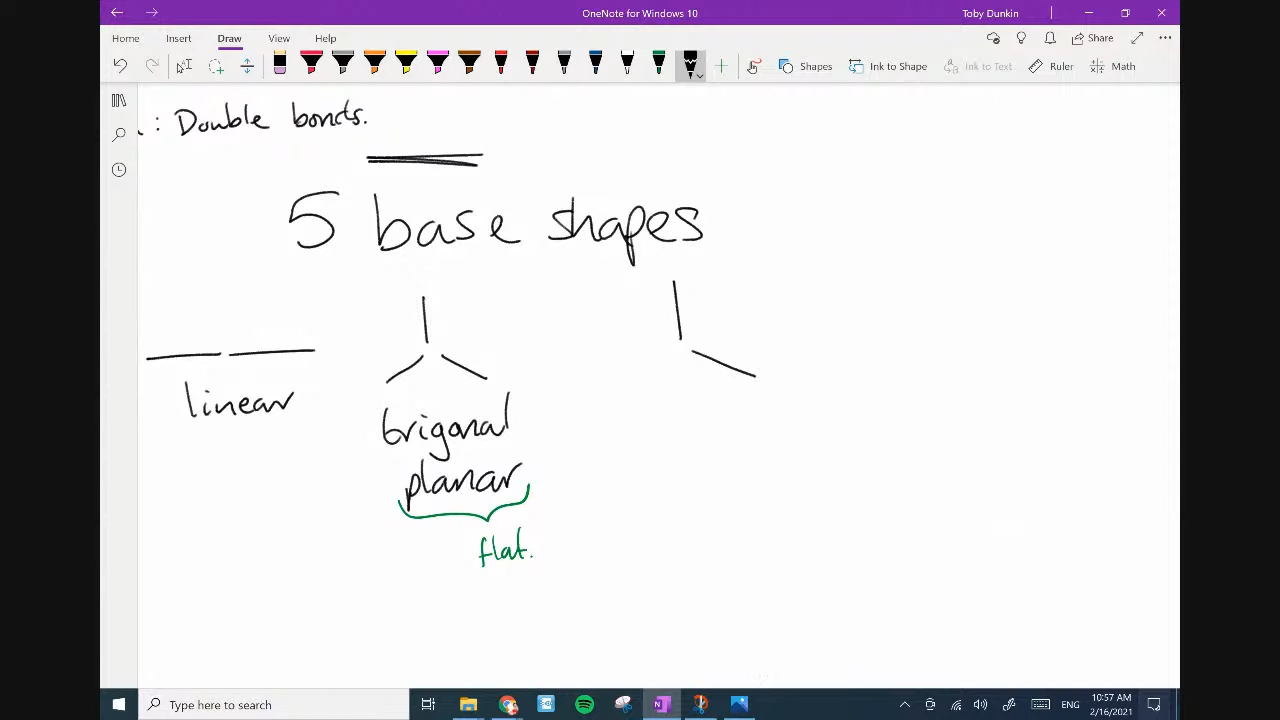 OneNote for Windows 10
Toby Dunkin
Home Insert Draw View Help
Share
Shapes Ink to Shape Ink to Text Ruler Math
: Double bonds.
5 base shapes
linear
trigonal
planar
flat.
Type here to search
ENG
10:57 AM
2/16/2021